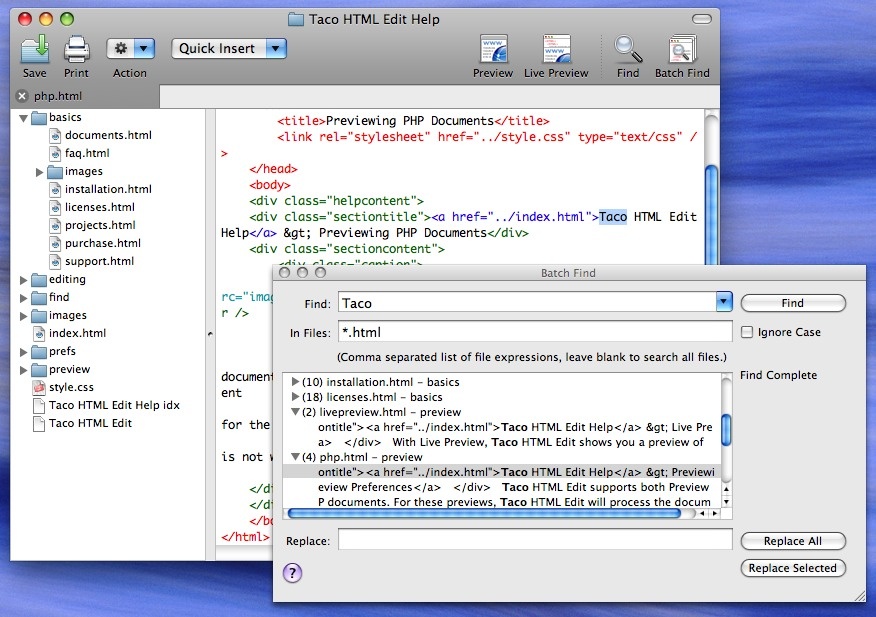 Taco HTML Edit Help
Save
Print
Action
Quick Insert
Preview
Live Preview
Find
Batch Find
php.html
basics
documents.html
faq.html
images
installation.html
licenses.html
projects.html
purchase.html
support.html
editing
find
images
index.html
prefs
preview
style.css
Taco HTML Edit Help idx
Taco HTML Edit
<title>Previewing PHP Documents</title>
<link rel="stylesheet" href="../style.css" type="text/css" /
>
</head>
<body>
<div class="helpcontent">
<div class="sectiontitle"><a href="../index.html">Taco HTML Edit
Help</a> &gt; Previewing PHP Documents</div>
<div class="sectioncontent">
<div class="caption">
rc="imag
r />
document
ent
for the
is not w
</di
</di
</bo
</html>
Batch Find
Find:
Taco
Find
In Files:
*.html
Ignore Case
(Comma separated list of file expressions, leave blank to search all files.)
Find Complete
(10) installation.html – basics
(18) licenses.html – basics
(2) livepreview.html – preview
ontitle"><a href="../index.html">Taco HTML Edit Help</a> &gt; Live Pre
a> </div> With Live Preview, Taco HTML Edit shows you a preview of
(4) php.html – preview
ontitle"><a href="../index.html">Taco HTML Edit Help</a> &gt; Previewi
eview Preferences</a> </div> Taco HTML Edit supports both Preview
P documents. For these previews, Taco HTML Edit will process the docum
Replace:
Replace All
?
Replace Selected